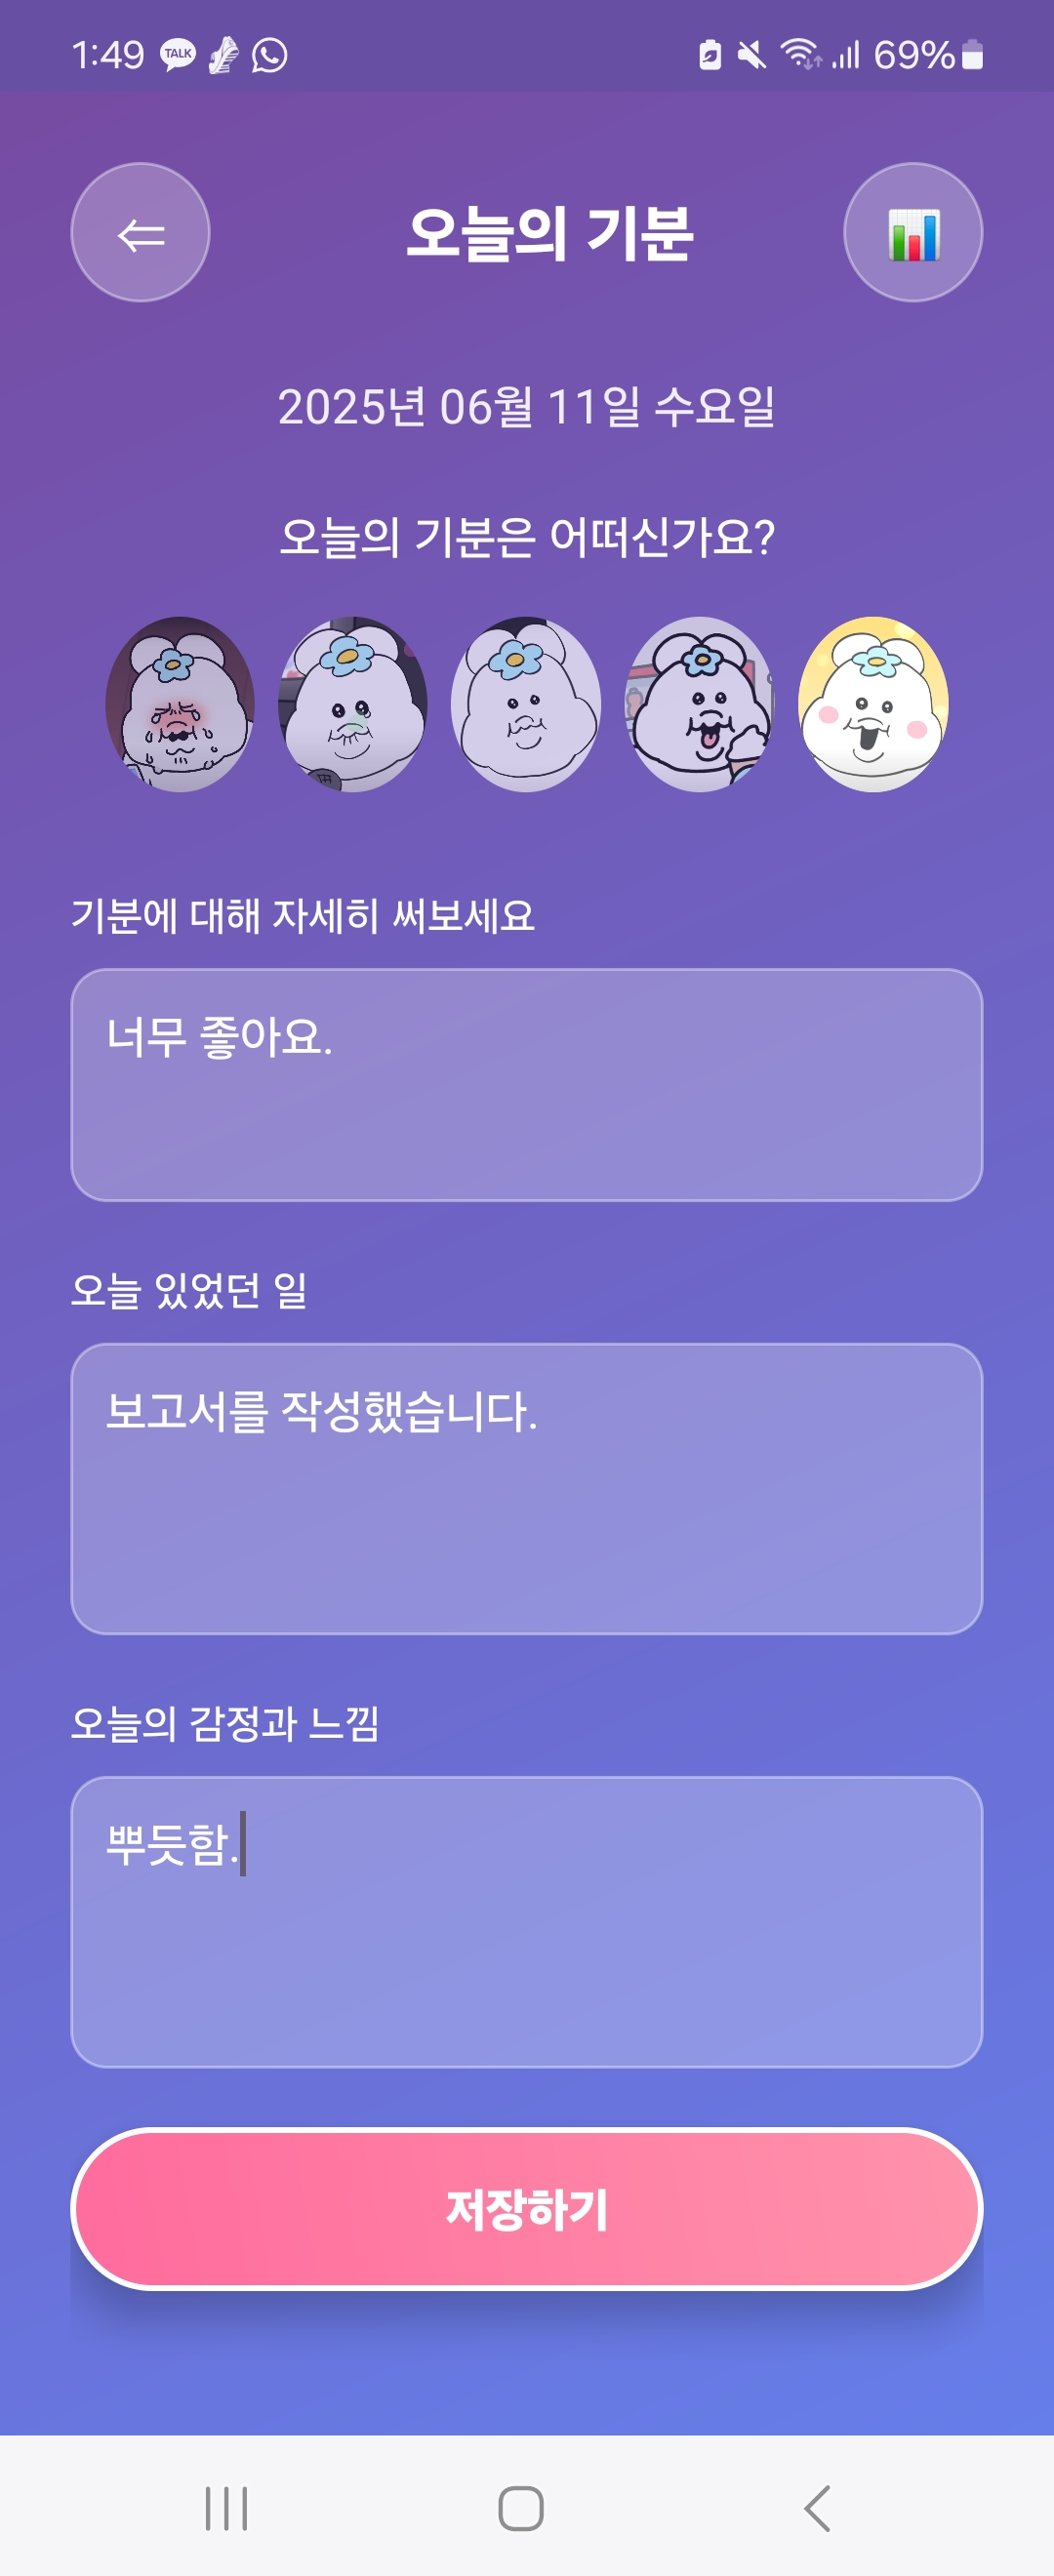 1:49 TALK 69%
오늘의 기분
2025년 06월 11일 수요일
오늘의 기분은 어떠신가요?
기분에 대해 자세히 써보세요
너무 좋아요.
오늘 있었던 일
보고서를 작성했습니다.
오늘의 감정과 느낌
뿌듯함.
저장하기